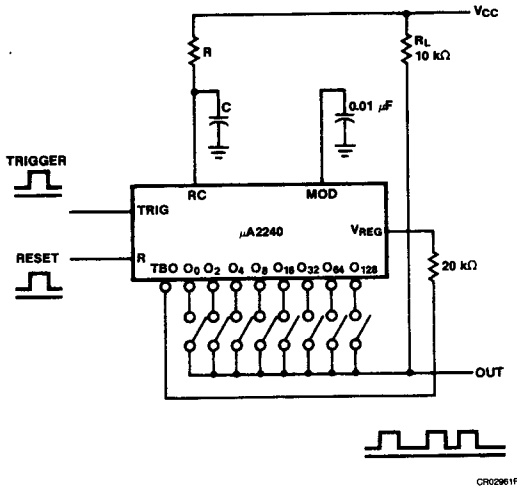 VCC
R
RL
10 kΩ
C
0.01 µF
TRIGGER
RC
MOD
TRIG
µA2240
VREG
RESET
R
20 kΩ
TBO O0 O2 O4 O8 O16 O32 O64 O128
OUT
CR02961F